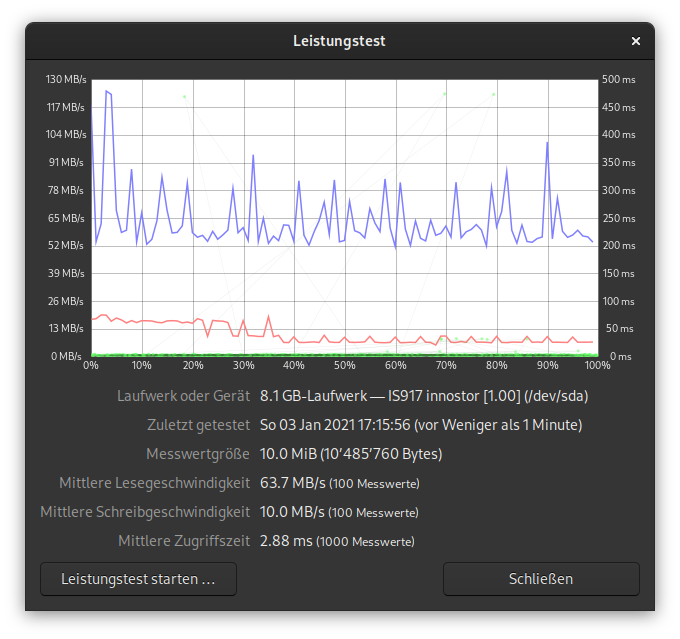 Leistungstest
130 MB/s 500 ms
117 MB/s 450 ms
104 MB/s 400 ms
91 MB/s 350 ms
78 MB/s 300 ms
65 MB/s 250 ms
52 MB/s 200 ms
39 MB/s 150 ms
26 MB/s 100 ms
13 MB/s 50 ms
0 MB/s 0 ms
0% 10% 20% 30% 40% 50% 60% 70% 80% 90% 100%
Laufwerk oder Gerät 8.1 GB-Laufwerk — IS917 innostor [1.00] (/dev/sda)
Zuletzt getestet So 03 Jan 2021 17:15:56 (vor Weniger als 1 Minute)
Messwertgröße 10.0 MiB (10’485’760 Bytes)
Mittlere Lesegeschwindigkeit 63.7 MB/s (100 Messwerte)
Mittlere Schreibgeschwindigkeit 10.0 MB/s (100 Messwerte)
Mittlere Zugriffszeit 2.88 ms (1000 Messwerte)
Leistungstest starten … Schließen